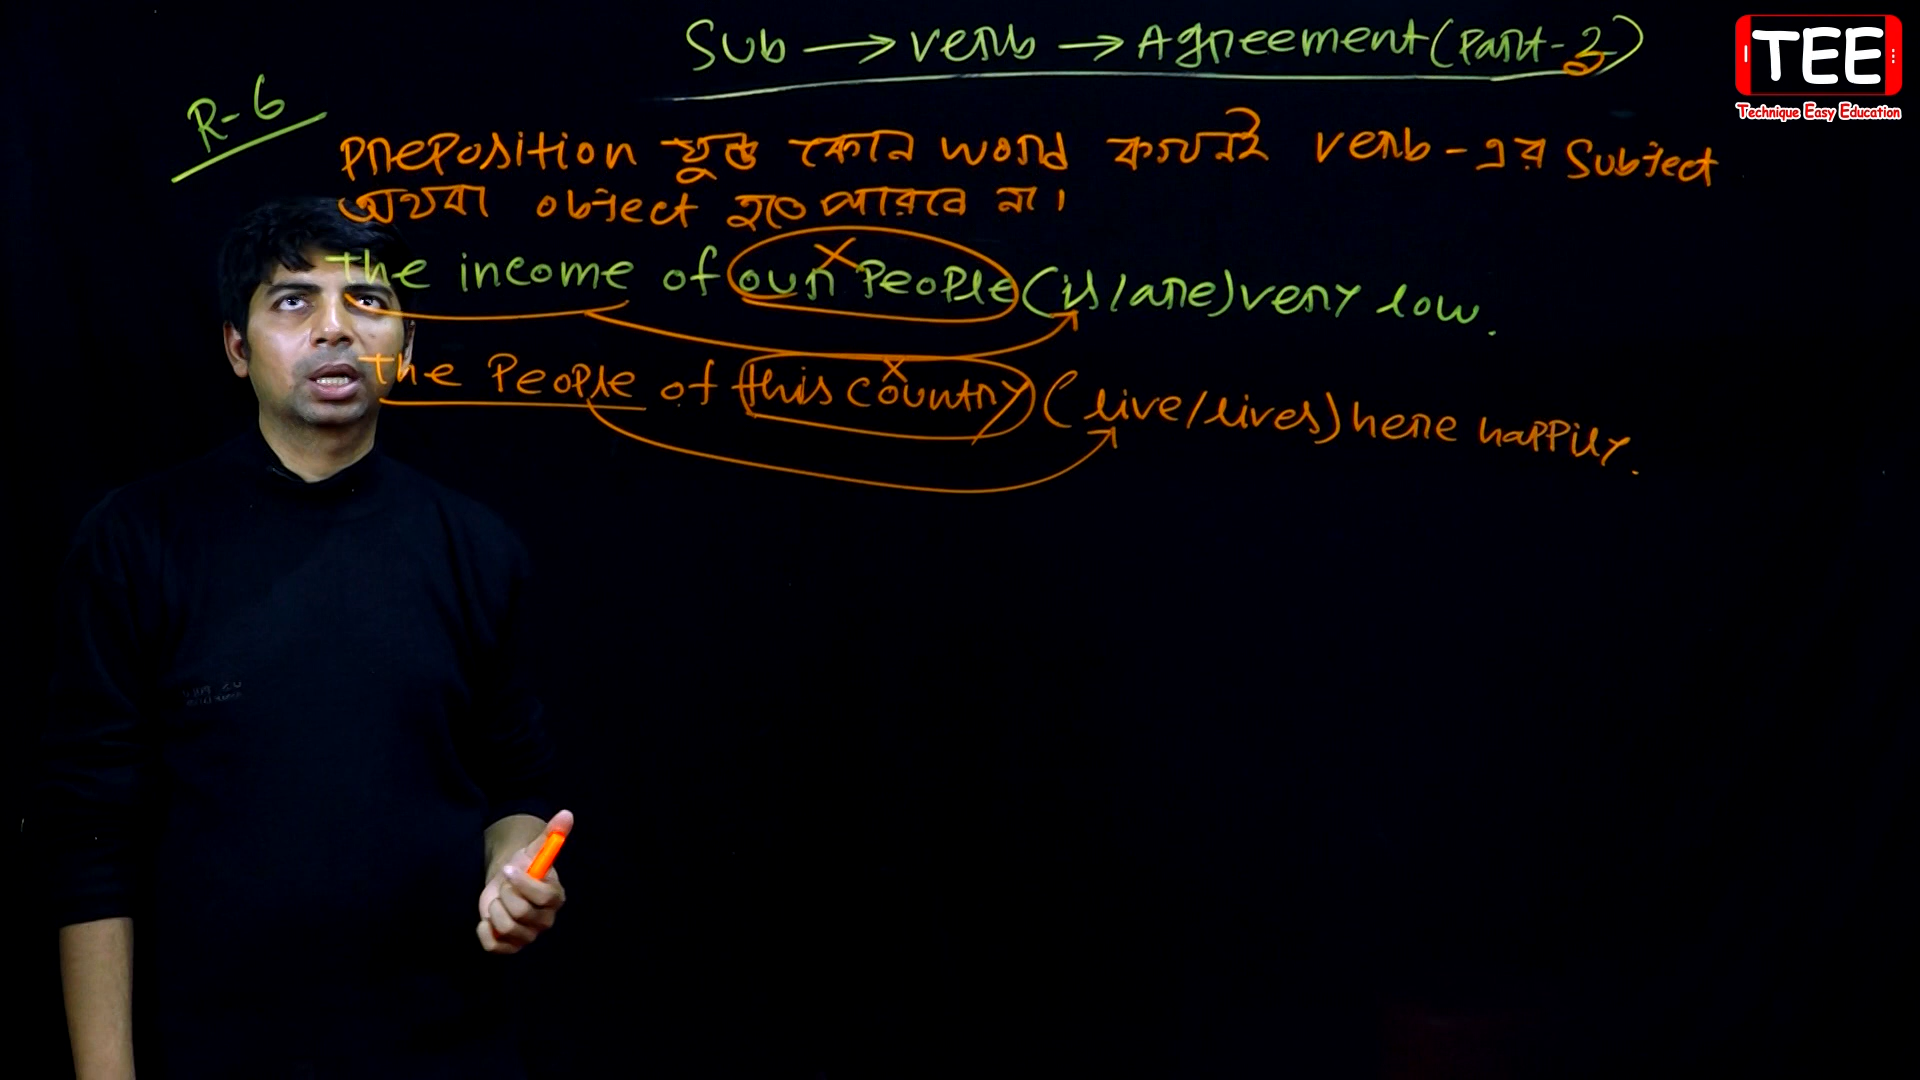 Sub → verb → Agreement (Part-3)
TEE
Technique Easy Education
R-6
Preposition যুক্ত কোন word কখনই verb-এর Subject
অথবা object হতে পারবে না।
The income of our People (is/are) very low.
The People of this country (live/lives) here happily.